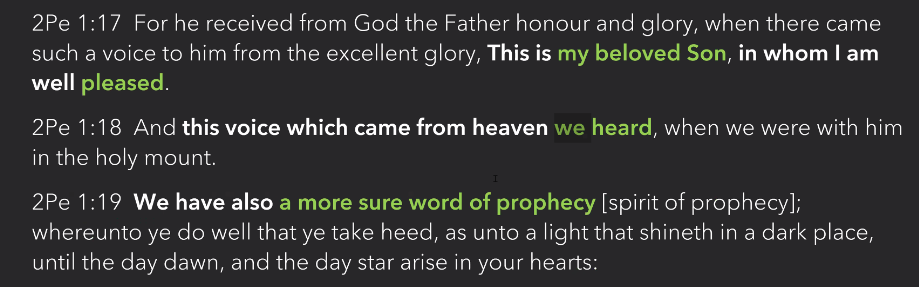 2Pe 1:17 For he received from God the Father honour and glory, when there came
such a voice to him from the excellent glory, This is my beloved Son, in whom I am
well pleased.
2Pe 1:18 And this voice which came from heaven we heard, when we were with him
in the holy mount.
2Pe 1:19 We have also a more sure word of prophecy [spirit of prophecy];
whereunto ye do well that ye take heed, as unto a light that shineth in a dark place,
until the day dawn, and the day star arise in your hearts: